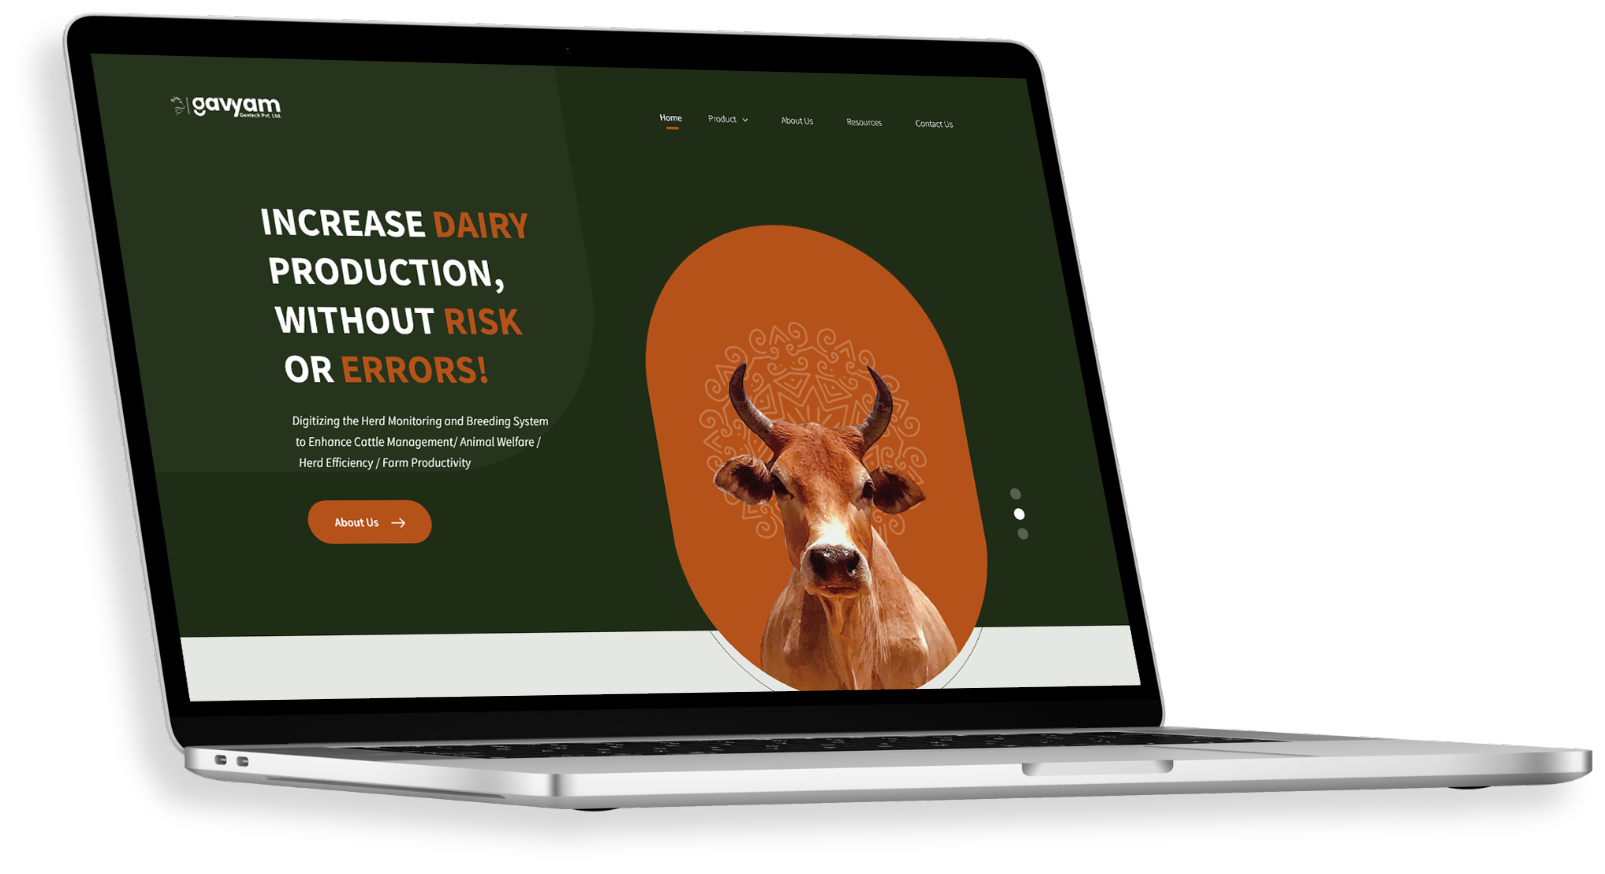 gavyam
Gentech Pvt. Ltd.
Home Product About Us Resources Contact Us
INCREASE DAIRY
PRODUCTION,
WITHOUT RISK
OR ERRORS!
Digitizing the Herd Monitoring and Breeding System
to Enhance Cattle Management/ Animal Welfare /
Herd Efficiency / Farm Productivity
About Us